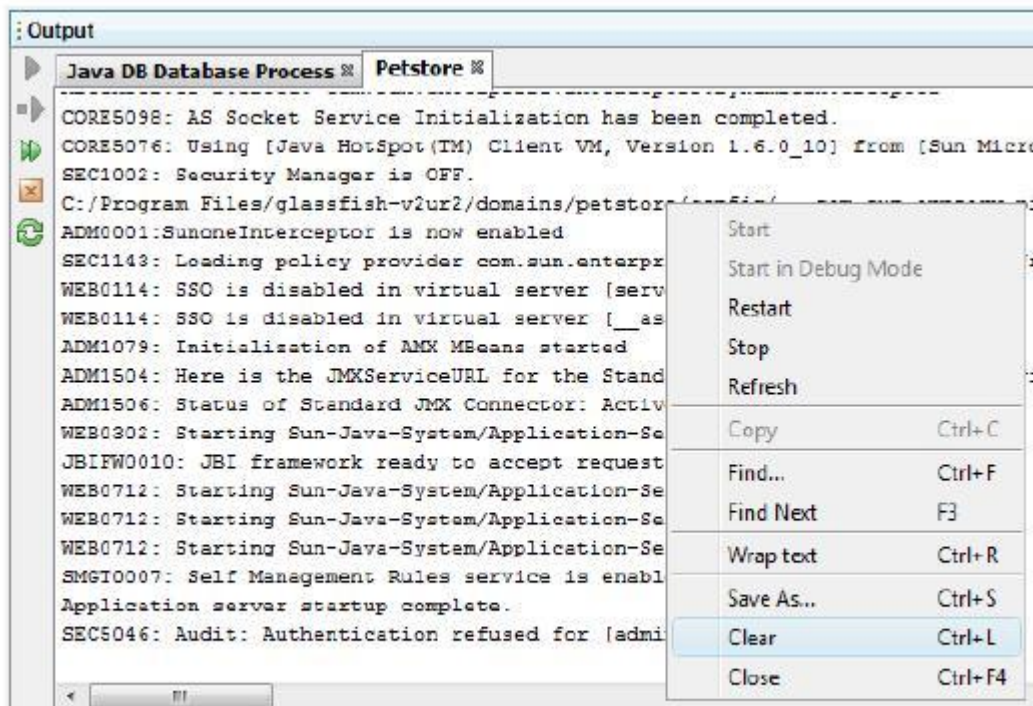 Output
Java DB Database Process Petstore
CORE5098: AS Socket Service Initialization has been completed.
CORE5076: Using [Java HotSpot(TM) Client VM, Version 1.6.0_10] from [Sun Micro
SEC1002: Security Manager is OFF.
C:/Program Files/glassfish-v2ur2/domains/petstore/config/
ADM0001:SunoneInterceptor is now enabled
SEC1143: Loading policy provider com.sun.enterpr
WEB0114: SSO is disabled in virtual server [serv
WEB0114: SSO is disabled in virtual server [__as
ADM1079: Initialization of AMX MBeans started
ADM1504: Here is the JMXServiceURL for the Stand
ADM1506: Status of Standard JMX Connector: Activ
WEB0302: Starting Sun-Java-System/Application-Se
JBIFW0010: JBI framework ready to accept request
WEB0712: Starting Sun-Java-System/Application-Se
WEB0712: Starting Sun-Java-System/Application-Se
WEB0712: Starting Sun-Java-System/Application-Se
SMGT0007: Self Management Rules service is enabl
Application server startup complete.
SEC5046: Audit: Authentication refused for [admi
Start
Start in Debug Mode
Restart
Stop
Refresh
Copy Ctrl+C
Find... Ctrl+F
Find Next F3
Wrap text Ctrl+R
Save As... Ctrl+S
Clear Ctrl+L
Close Ctrl+F4